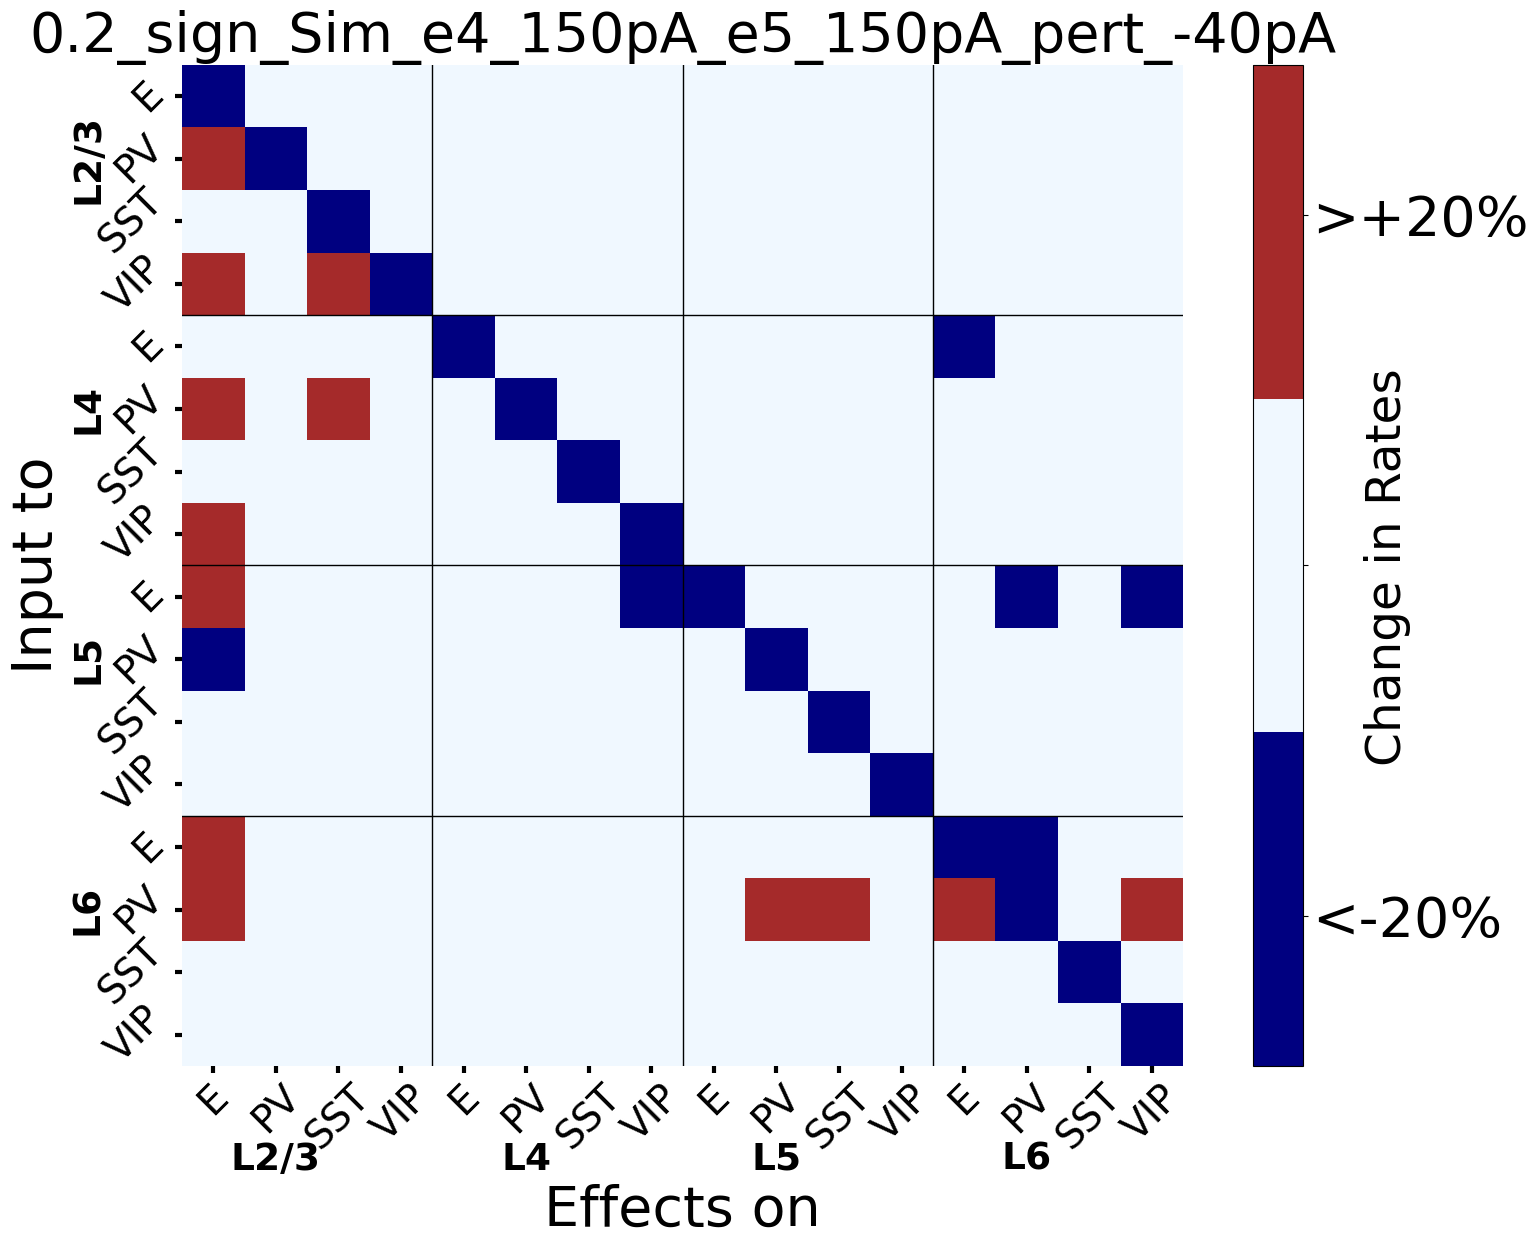 0.2_sign_Sim_e4_150pA_e5_150pA_pert_-40pA
Input to
L2/3
E
PV
SST
VIP
L4
E
PV
SST
VIP
L5
E
PV
SST
VIP
L6
E
PV
SST
VIP
E PV SST VIP E PV SST VIP E PV SST VIP E PV SST VIP
L2/3 L4 L5 L6
Effects on
>+20%
<-20%
Change in Rates